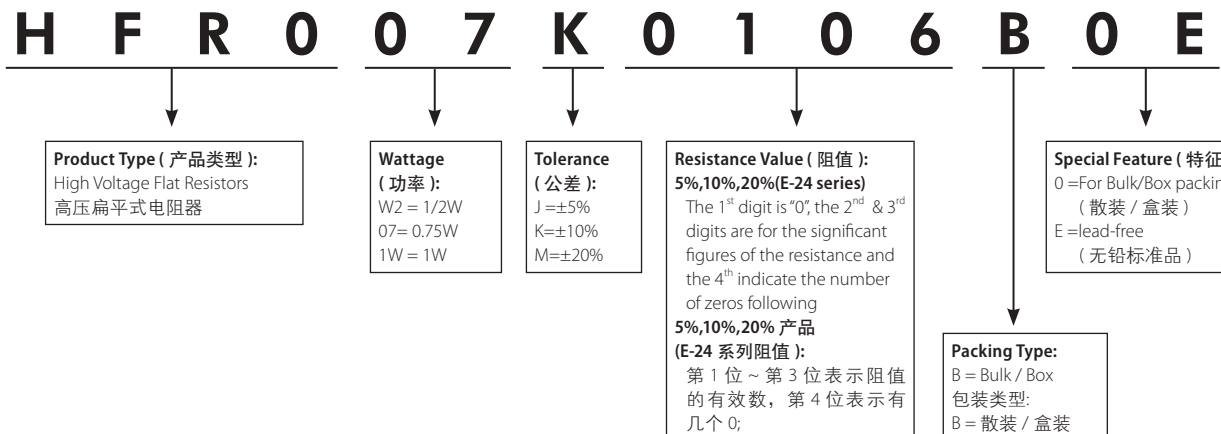 H F R 0 0 7 K 0 1 0 6 B 0 E
Product Type ( 产品类型 ):
High Voltage Flat Resistors
高压扁平式电阻器
Wattage
( 功率 ):
W2 = 1/2W
07= 0.75W
1W = 1W
Tolerance
( 公差 ):
J =±5%
K=±10%
M=±20%
Resistance Value ( 阻值 ):
5%,10%,20%(E-24 series)
The 1st digit is "0", the 2nd & 3rd
digits are for the significant
figures of the resistance and
the 4th indicate the number
of zeros following
5%,10%,20% 产品
(E-24 系列阻值 ):
第 1 位 ~ 第 3 位表示阻值
的有效数，第 4 位表示有
几个 0;
Packing Type:
B = Bulk / Box
包装类型:
B = 散装 / 盒装
Special Feature ( 特征
0 =For Bulk/Box packin
( 散装 / 盒装 )
E =lead-free
( 无铅标准品 )